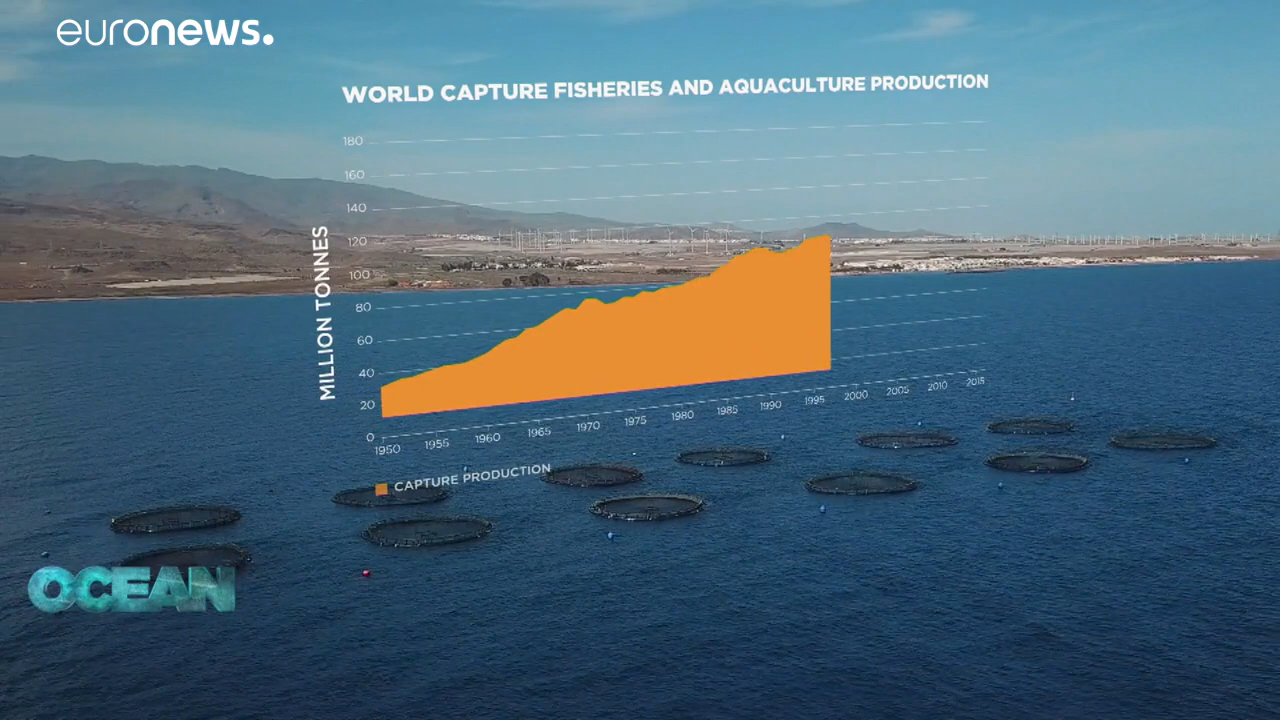 euronews.
WORLD CAPTURE FISHERIES AND AQUACULTURE PRODUCTION
MILLION TONNES
180
160
140
120
100
80
60
40
20
0
1950 1955 1960 1965 1970 1975 1980 1985 1990 1995 2000 2005 2010 2015
CAPTURE PRODUCTION
OCEAN